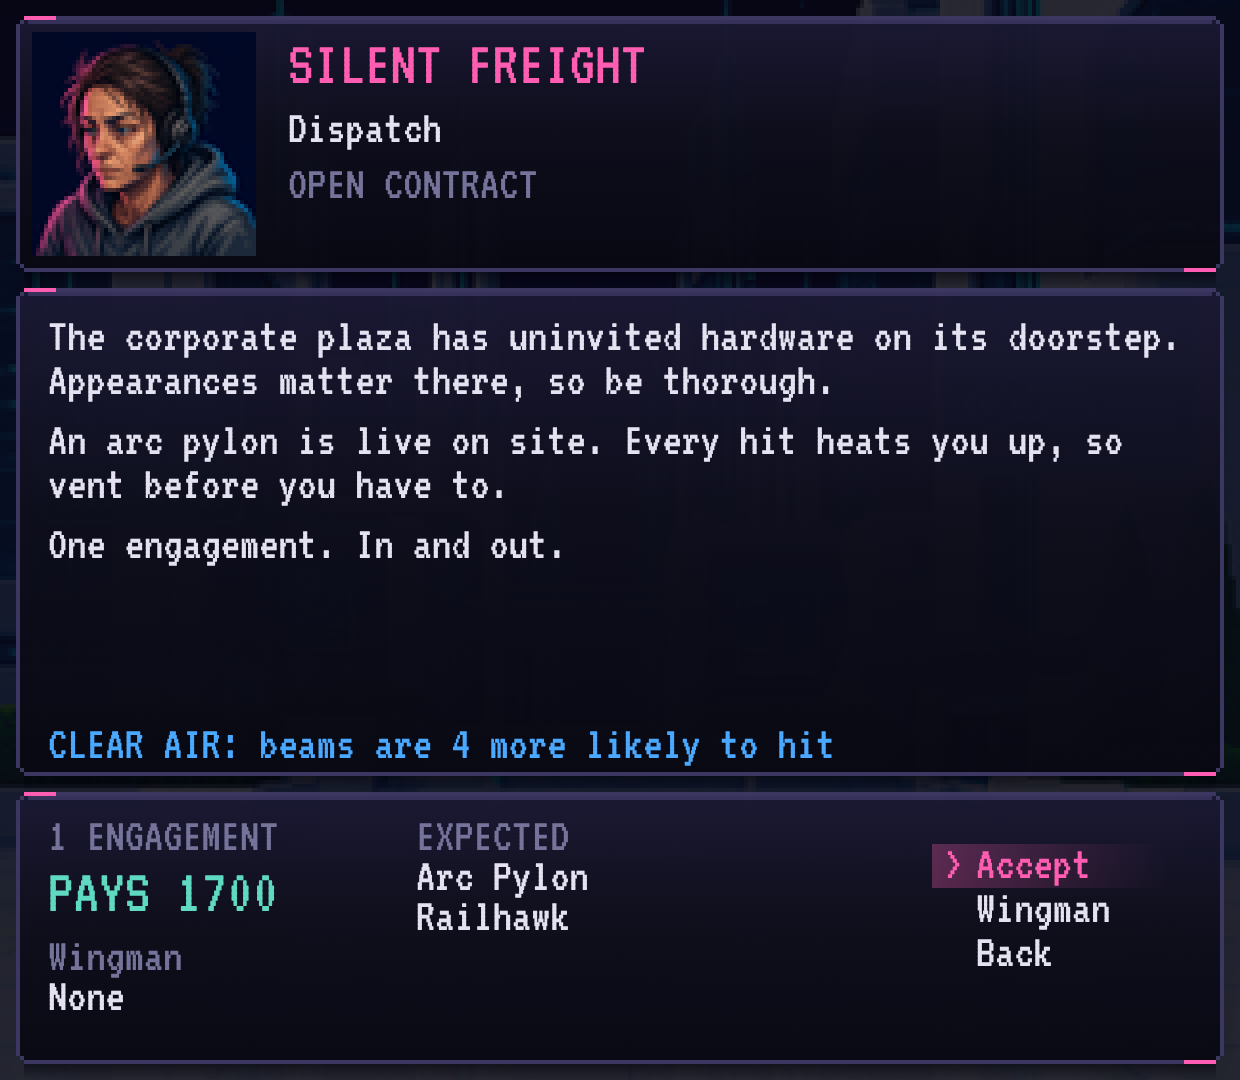 SILENT FREIGHT
Dispatch
OPEN CONTRACT
The corporate plaza has uninvited hardware on its doorstep.
Appearances matter there, so be thorough.
An arc pylon is live on site. Every hit heats you up, so
vent before you have to.
One engagement. In and out.
CLEAR AIR: beams are 4 more likely to hit
1 ENGAGEMENT
PAYS 1700
Wingman
None
EXPECTED
Arc Pylon
Railhawk
> Accept
Wingman
Back